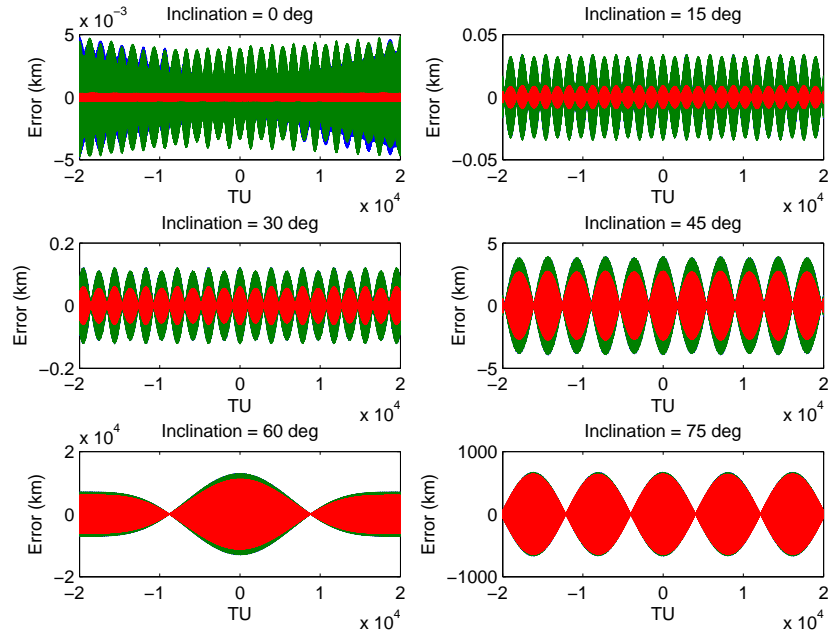 Inclination = 0 deg
x 10^−3
5
0
−5
Error (km)
−2 −1 0 1 2
TU
x 10^4
Inclination = 15 deg
0.05
0
−0.05
Error (km)
−2 −1 0 1 2
TU
x 10^4
Inclination = 30 deg
0.2
0
−0.2
Error (km)
−2 −1 0 1 2
TU
x 10^4
Inclination = 45 deg
5
0
−5
Error (km)
−2 −1 0 1 2
TU
x 10^4
Inclination = 60 deg
x 10^4
2
0
−2
Error (km)
−2 −1 0 1 2
TU
x 10^4
Inclination = 75 deg
1000
0
−1000
Error (km)
−2 −1 0 1 2
TU
x 10^4